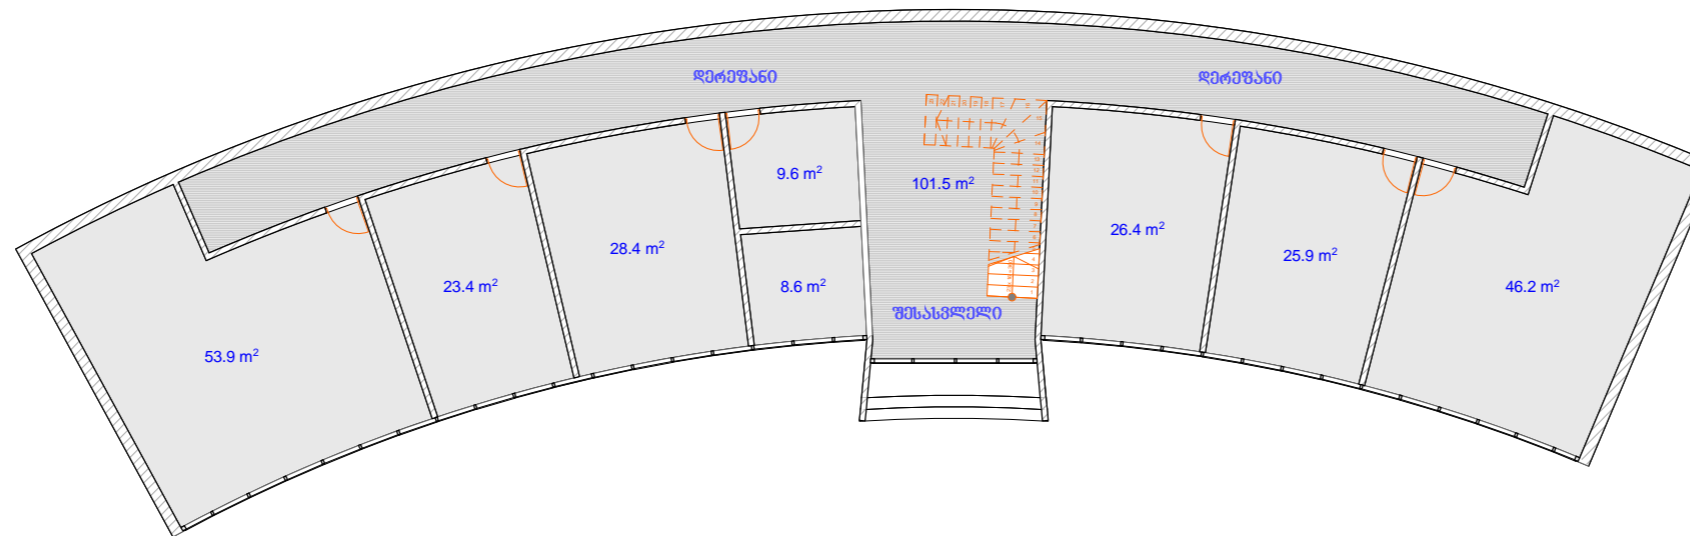 დერეფანი
დერეფანი
9.6 m²
101.5 m²
26.4 m²
28.4 m²
25.9 m²
23.4 m²
8.6 m²
46.2 m²
შესასვლელი
53.9 m²